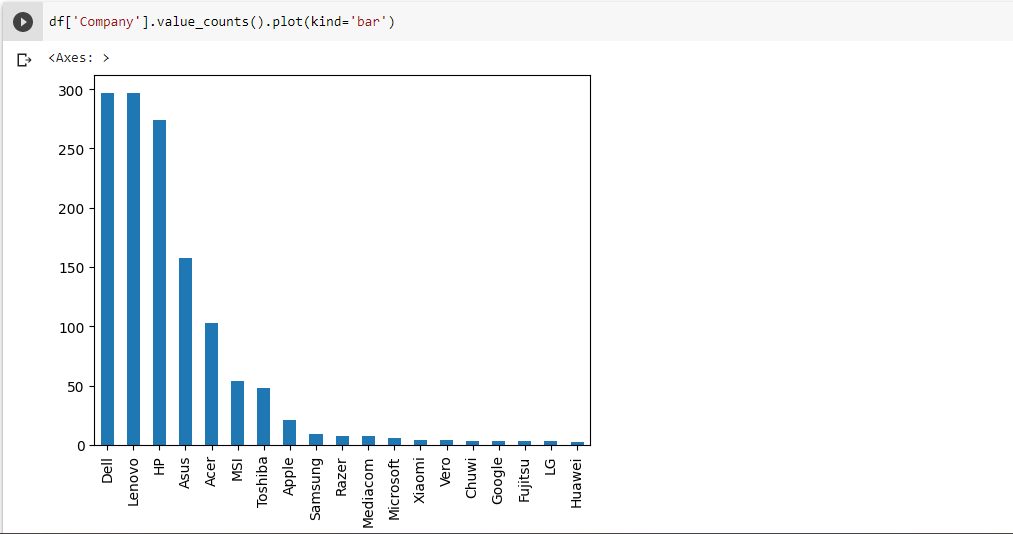 df['Company'].value_counts().plot(kind='bar')
<Axes: >
300
250
200
150
100
50
0
Dell
Lenovo
HP
Asus
Acer
MSI
Toshiba
Apple
Samsung
Razer
Mediacom
Microsoft
Xiaomi
Vero
Chuwi
Google
Fujitsu
LG
Huawei